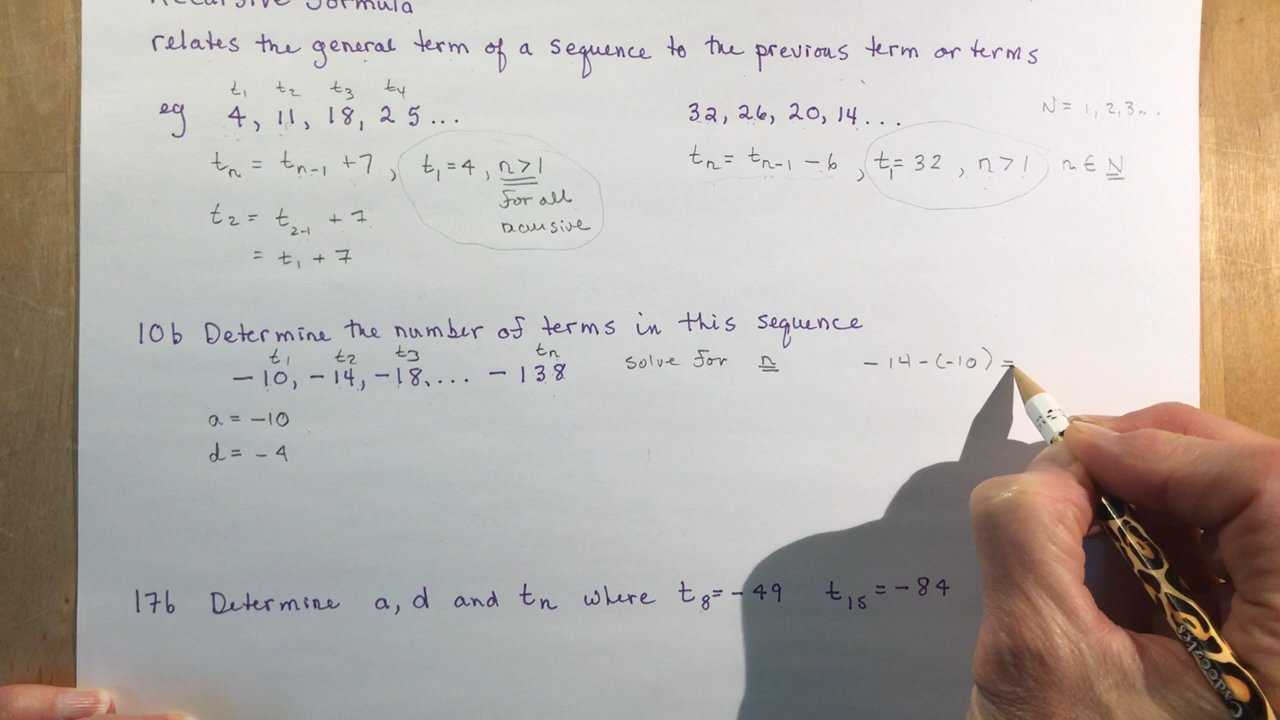 Recursive Formula
relates the general term of a sequence to the previous term or terms
t₁ t₂ t₃ t₄
eg 4, 11, 18, 25...
tₙ = tₙ₋₁ + 7, t₁ = 4, n > 1
for all
recursive
t₂ = t₂₋₁ + 7
= t₁ + 7
32, 26, 20, 14...
N = 1, 2, 3...
tₙ = tₙ₋₁ - 6, t₁ = 32, n > 1 n ∈ N
10b Determine the number of terms in this sequence
t₁ t₂ t₃ tₙ
-10, -14, -18, .... -138 solve for n -14-(-10) =
a = -10
d = -4
17b Determine a, d and tₙ where t₈ = -49 t₁₅ = -84